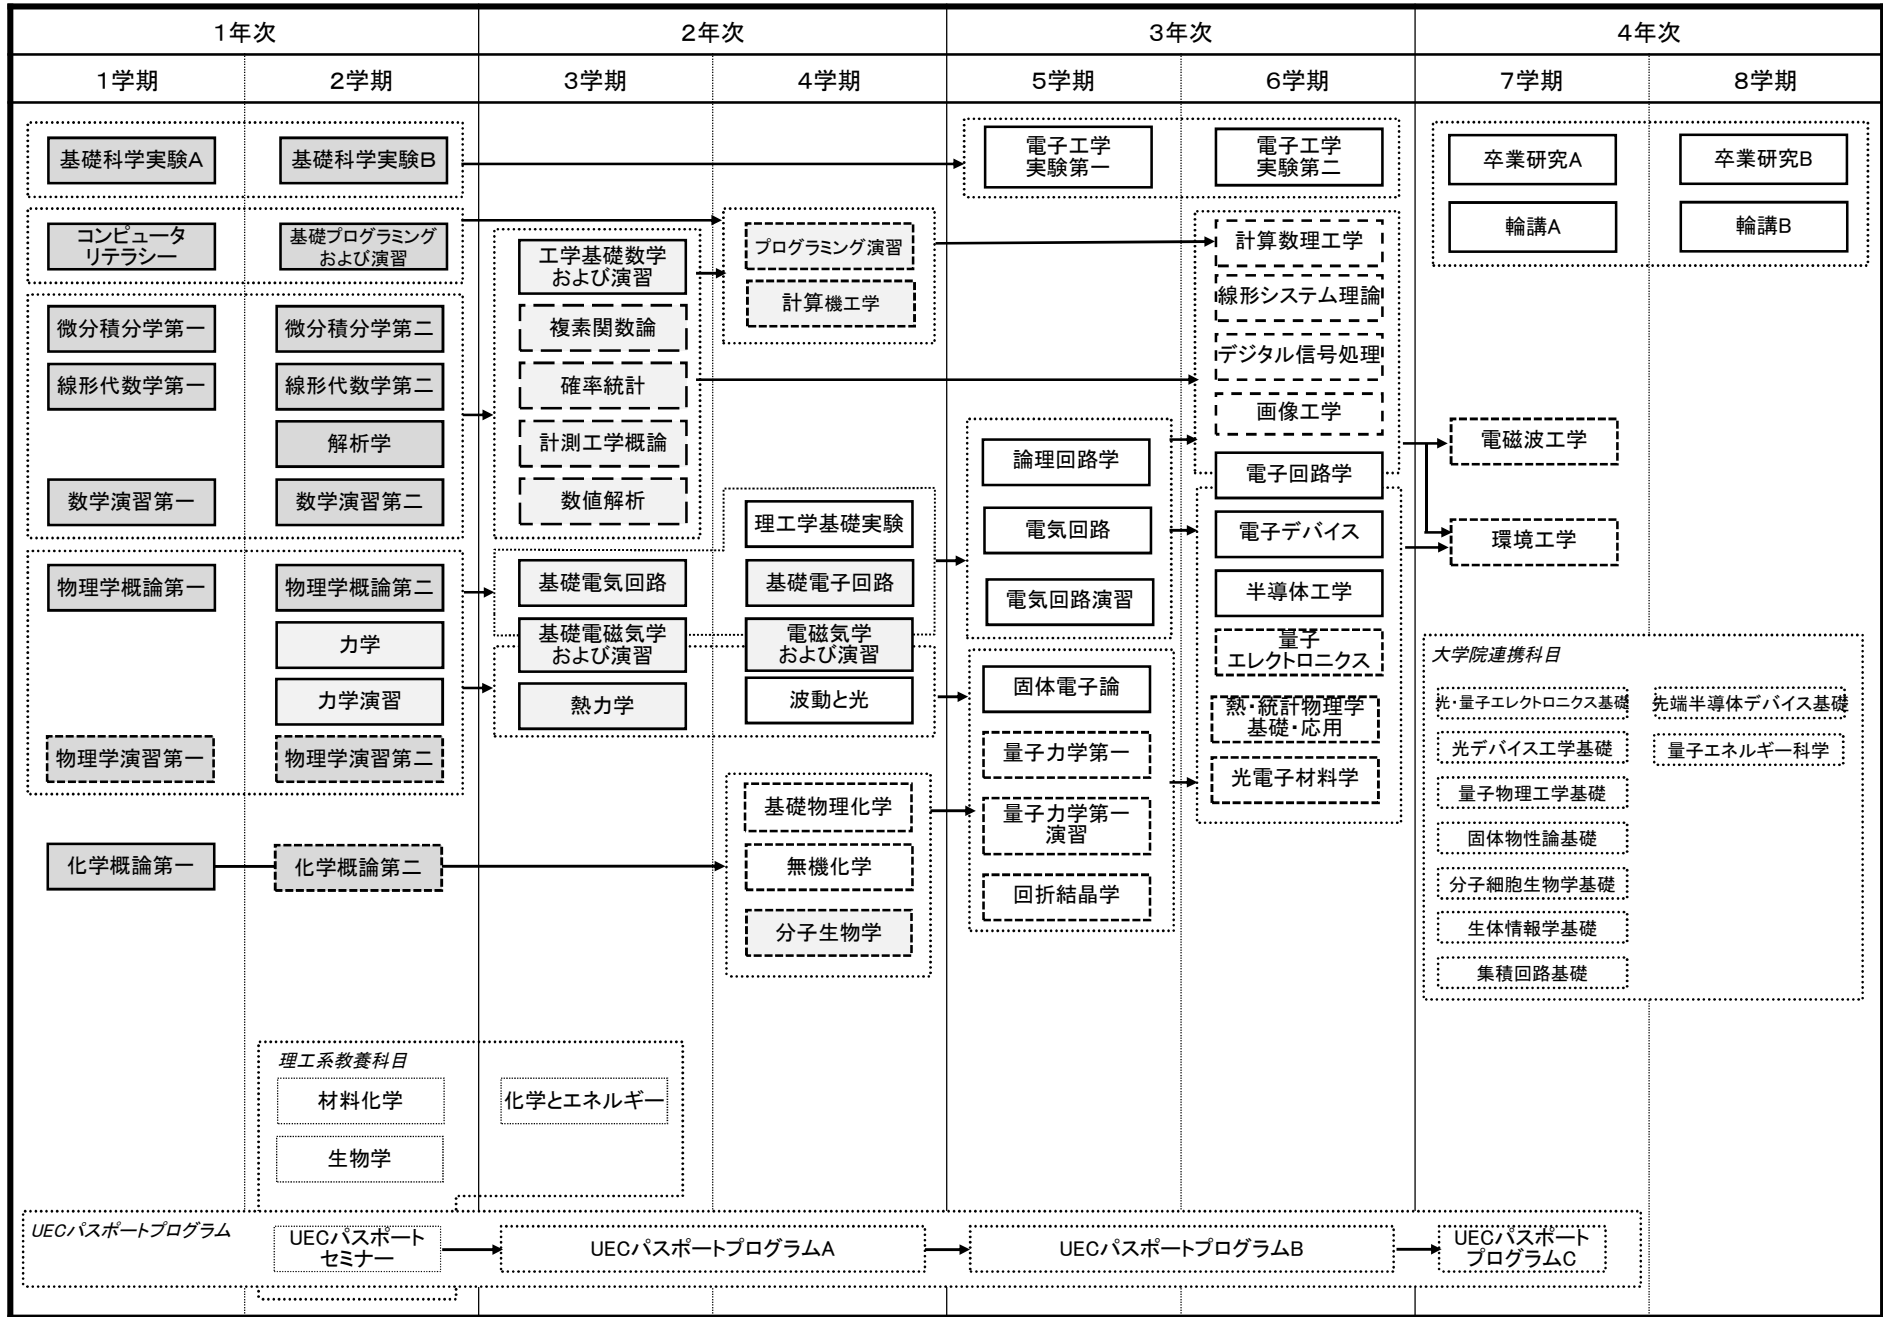 1年次
2年次
3年次
4年次
1学期
2学期
3学期
4学期
5学期
6学期
7学期
8学期
基礎科学実験A
基礎科学実験B
コンピュータ
リテラシー
基礎プログラミング
および演習
微分積分学第一
微分積分学第二
線形代数学第一
線形代数学第二
解析学
数学演習第一
数学演習第二
物理学概論第一
物理学概論第二
力学
力学演習
物理学演習第一
物理学演習第二
化学概論第一
化学概論第二
工学基礎数学
および演習
複素関数論
確率統計
計測工学概論
数値解析
基礎電気回路
基礎電磁気学
および演習
熱力学
プログラミング演習
計算機工学
理工学基礎実験
基礎電子回路
電磁気学
および演習
波動と光
基礎物理化学
無機化学
分子生物学
電子工学
実験第一
論理回路学
電気回路
電気回路演習
固体電子論
量子力学第一
量子力学第一
演習
回折結晶学
電子工学
実験第二
計算数理工学
線形システム理論
デジタル信号処理
画像工学
電子回路学
電子デバイス
半導体工学
量子
エレクトロニクス
熱・統計物理学
基礎・応用
光電子材料学
卒業研究A
卒業研究B
輪講A
輪講B
電磁波工学
環境工学
大学院連携科目
光・量子エレクトロニクス基礎
先端半導体デバイス基礎
光デバイス工学基礎
量子エネルギー科学
量子物理工学基礎
固体物性論基礎
分子細胞生物学基礎
生体情報学基礎
集積回路基礎
理工系教養科目
材料化学
化学とエネルギー
生物学
UECパスポートプログラム
UECパスポート
セミナー
UECパスポートプログラムA
UECパスポートプログラムB
UECパスポート
プログラムC